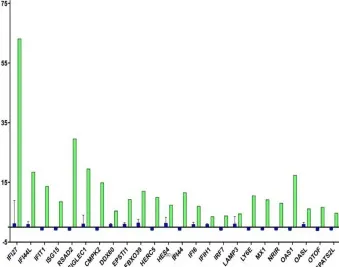 75
55
35
15
-5
IFI27
IFI44L
IFIT1
ISG15
RSAD2
SIGLEC1
CMPK2
DDX60
EPSTI1
FBXO39
HERC5
HES4
IFI44
IFI6
IFIH1
IRF7
LAMP3
LY6E
MX1
NRIR
OAS1
OASL
OTOF
SPATS2L